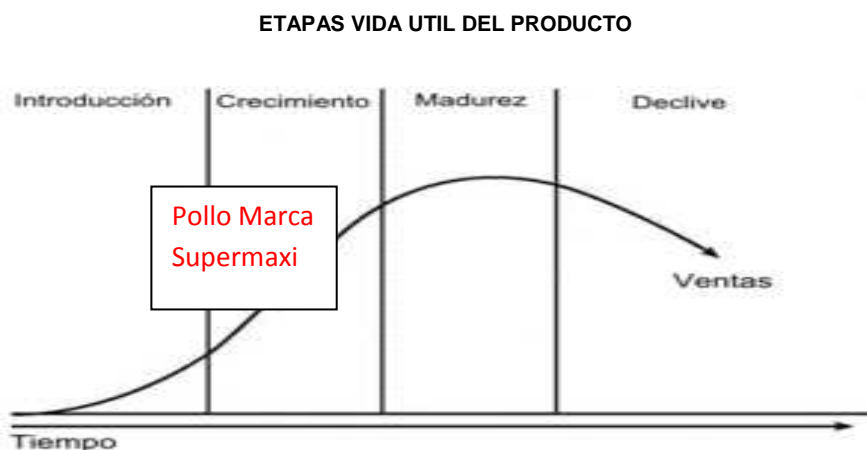 ETAPAS VIDA UTIL DEL PRODUCTO
Introducción
Crecimiento
Madurez
Declive
Pollo Marca
Supermaxi
Ventas
Tiempo